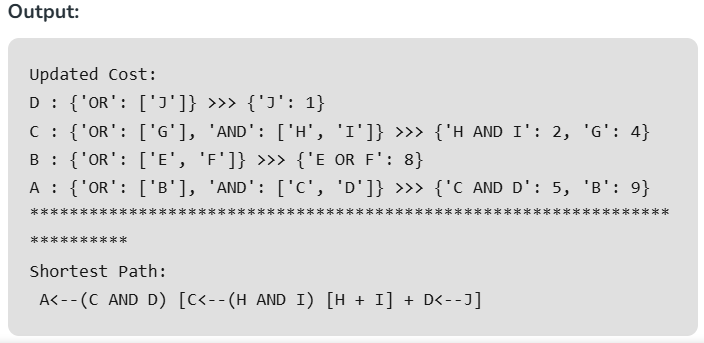 Output:
Updated Cost:
D : {'OR': ['J']} >>> {'J': 1}
C : {'OR': ['G'], 'AND': ['H', 'I']} >>> {'H AND I': 2, 'G': 4}
B : {'OR': ['E', 'F']} >>> {'E OR F': 8}
A : {'OR': ['B'], 'AND': ['C', 'D']} >>> {'C AND D': 5, 'B': 9}
*****************************************************************
**********
Shortest Path:
A<--(C AND D) [C<--(H AND I) [H + I] + D<--J]